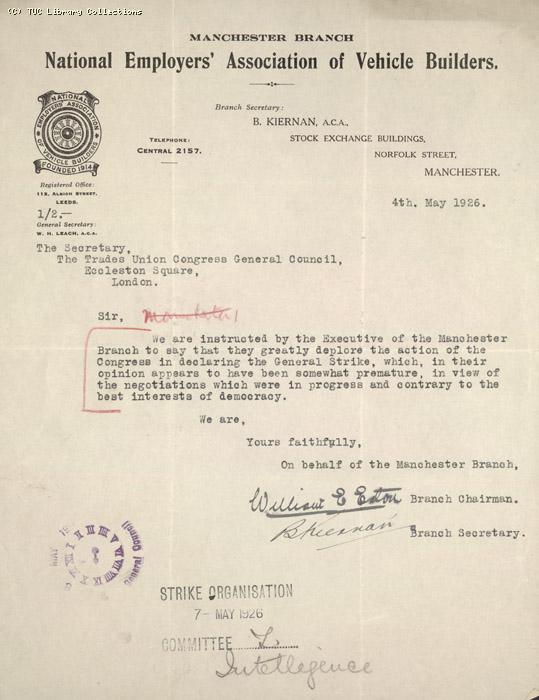 (C) TUC Library Collections
MANCHESTER BRANCH
National Employers' Association of Vehicle Builders.
Branch Secretary:
B. KIERNAN, A.C.A.,
STOCK EXCHANGE BUILDINGS,
NORFOLK STREET,
MANCHESTER.
TELEPHONE:
CENTRAL 2157.
NATIONAL
EMPLOYERS' ASSOCIATION
OF VEHICLE BUILDERS
FOUNDED 1914
Registered Office:
112, ALBION STREET,
LEEDS.
1/2,—
General Secretary:
W. H. LEACH, A.C.A.
4th. May 1926.
The Secretary,
The Trades Union Congress General Council,
Eccleston Square,
London.
Sir,
We are instructed by the Executive of the Manchester
Branch to say that they greatly deplore the action of the
Congress in declaring the General Strike, which, in their
opinion appears to have been somewhat premature, in view of
the negotiations which were in progress and contrary to the
best interests of democracy.
We are,
Yours faithfully,
On behalf of the Manchester Branch,
William E Eaton Branch Chairman.
B Kiernan Branch Secretary.
General Council
MAY
STRIKE ORGANISATION
7- MAY 1926
COMMITTEE
Intellegence